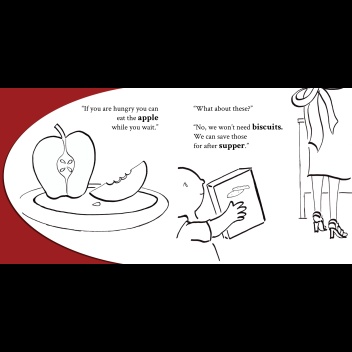 "If you are hungry you can
eat the apple
while you wait."
"What about these?"
"No, we won't need biscuits.
We can save those
for after supper."